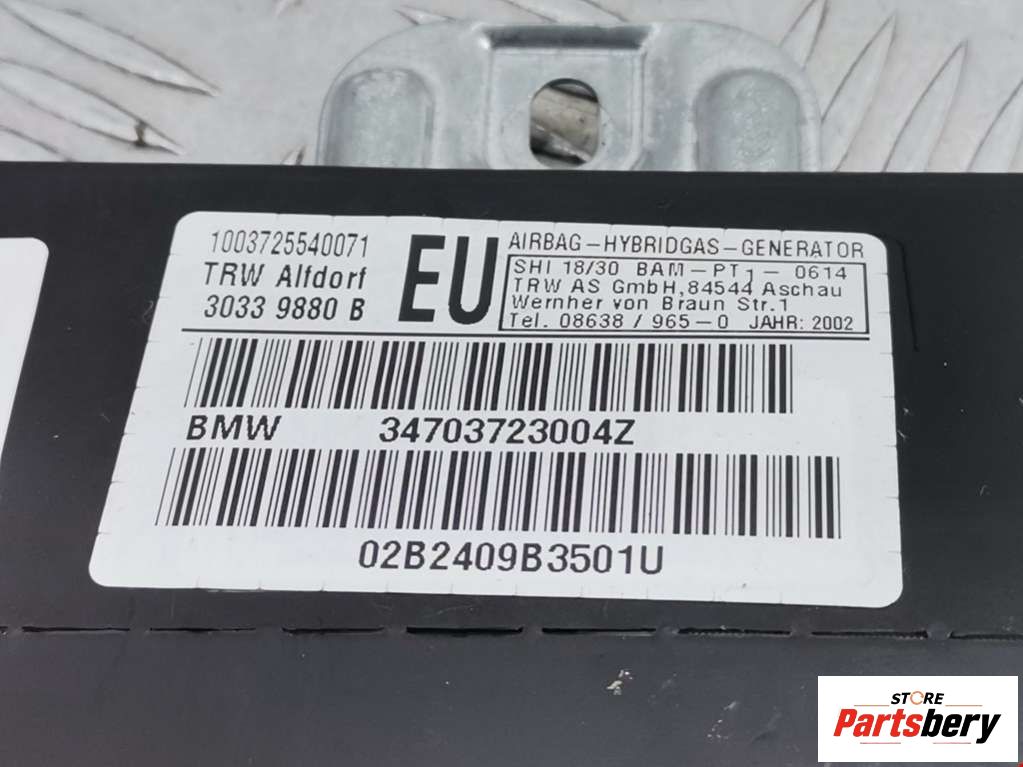 1003725540071
TRW Alfdorf
3033 9880 B
EU
AIRBAG-HYBRIDGAS-GENERATOR
SHI 18/30 BAM-PT1-0614
TRW AS GmbH,84544 Aschau
Wernher von Braun Str.1
Tel. 08638 / 965-0 JAHR: 2002
BMW 34703723004Z
02B2409B3501U
STORE
Partsbery